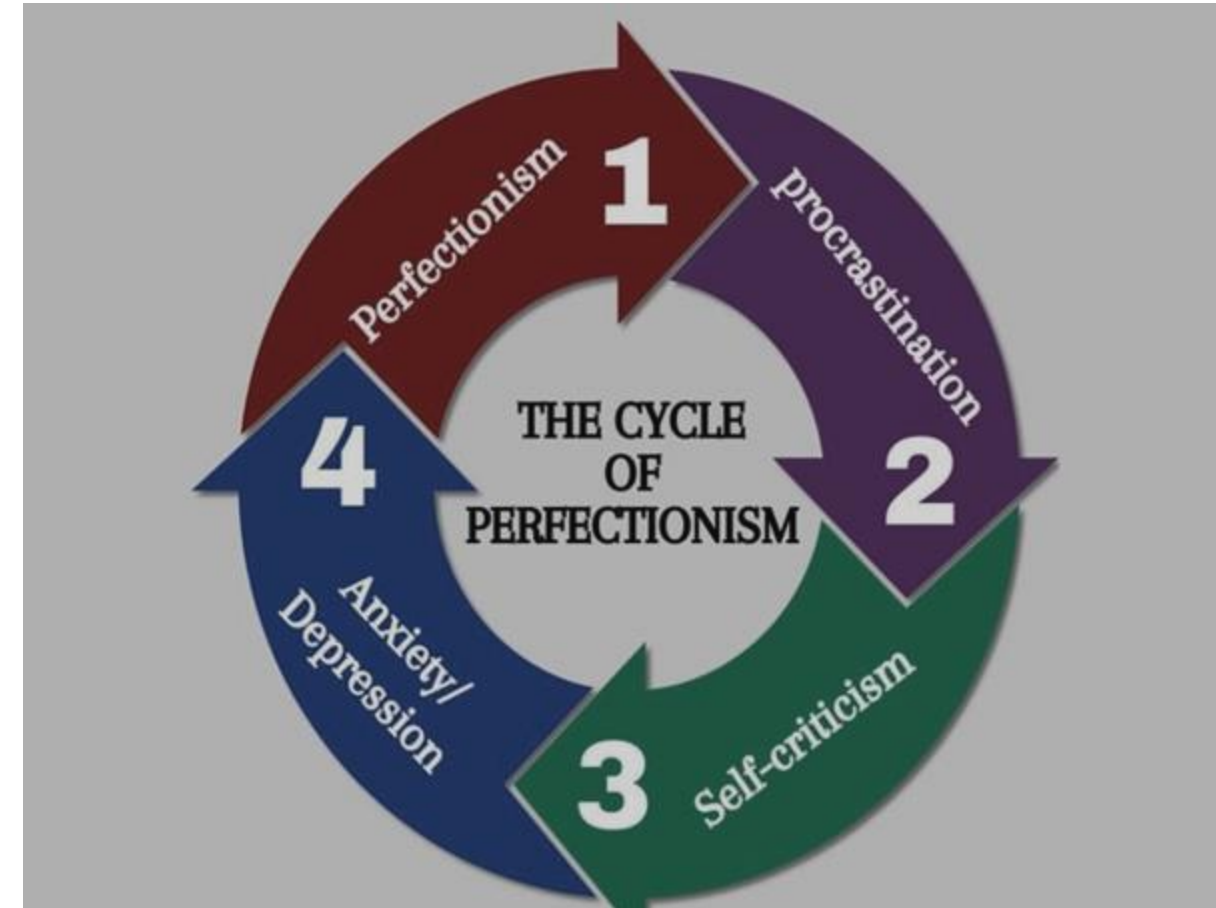 THE CYCLE
OF
PERFECTIONISM
1
Perfectionism
2
procrastination
3
Self-criticism
4
Anxiety/
Depression